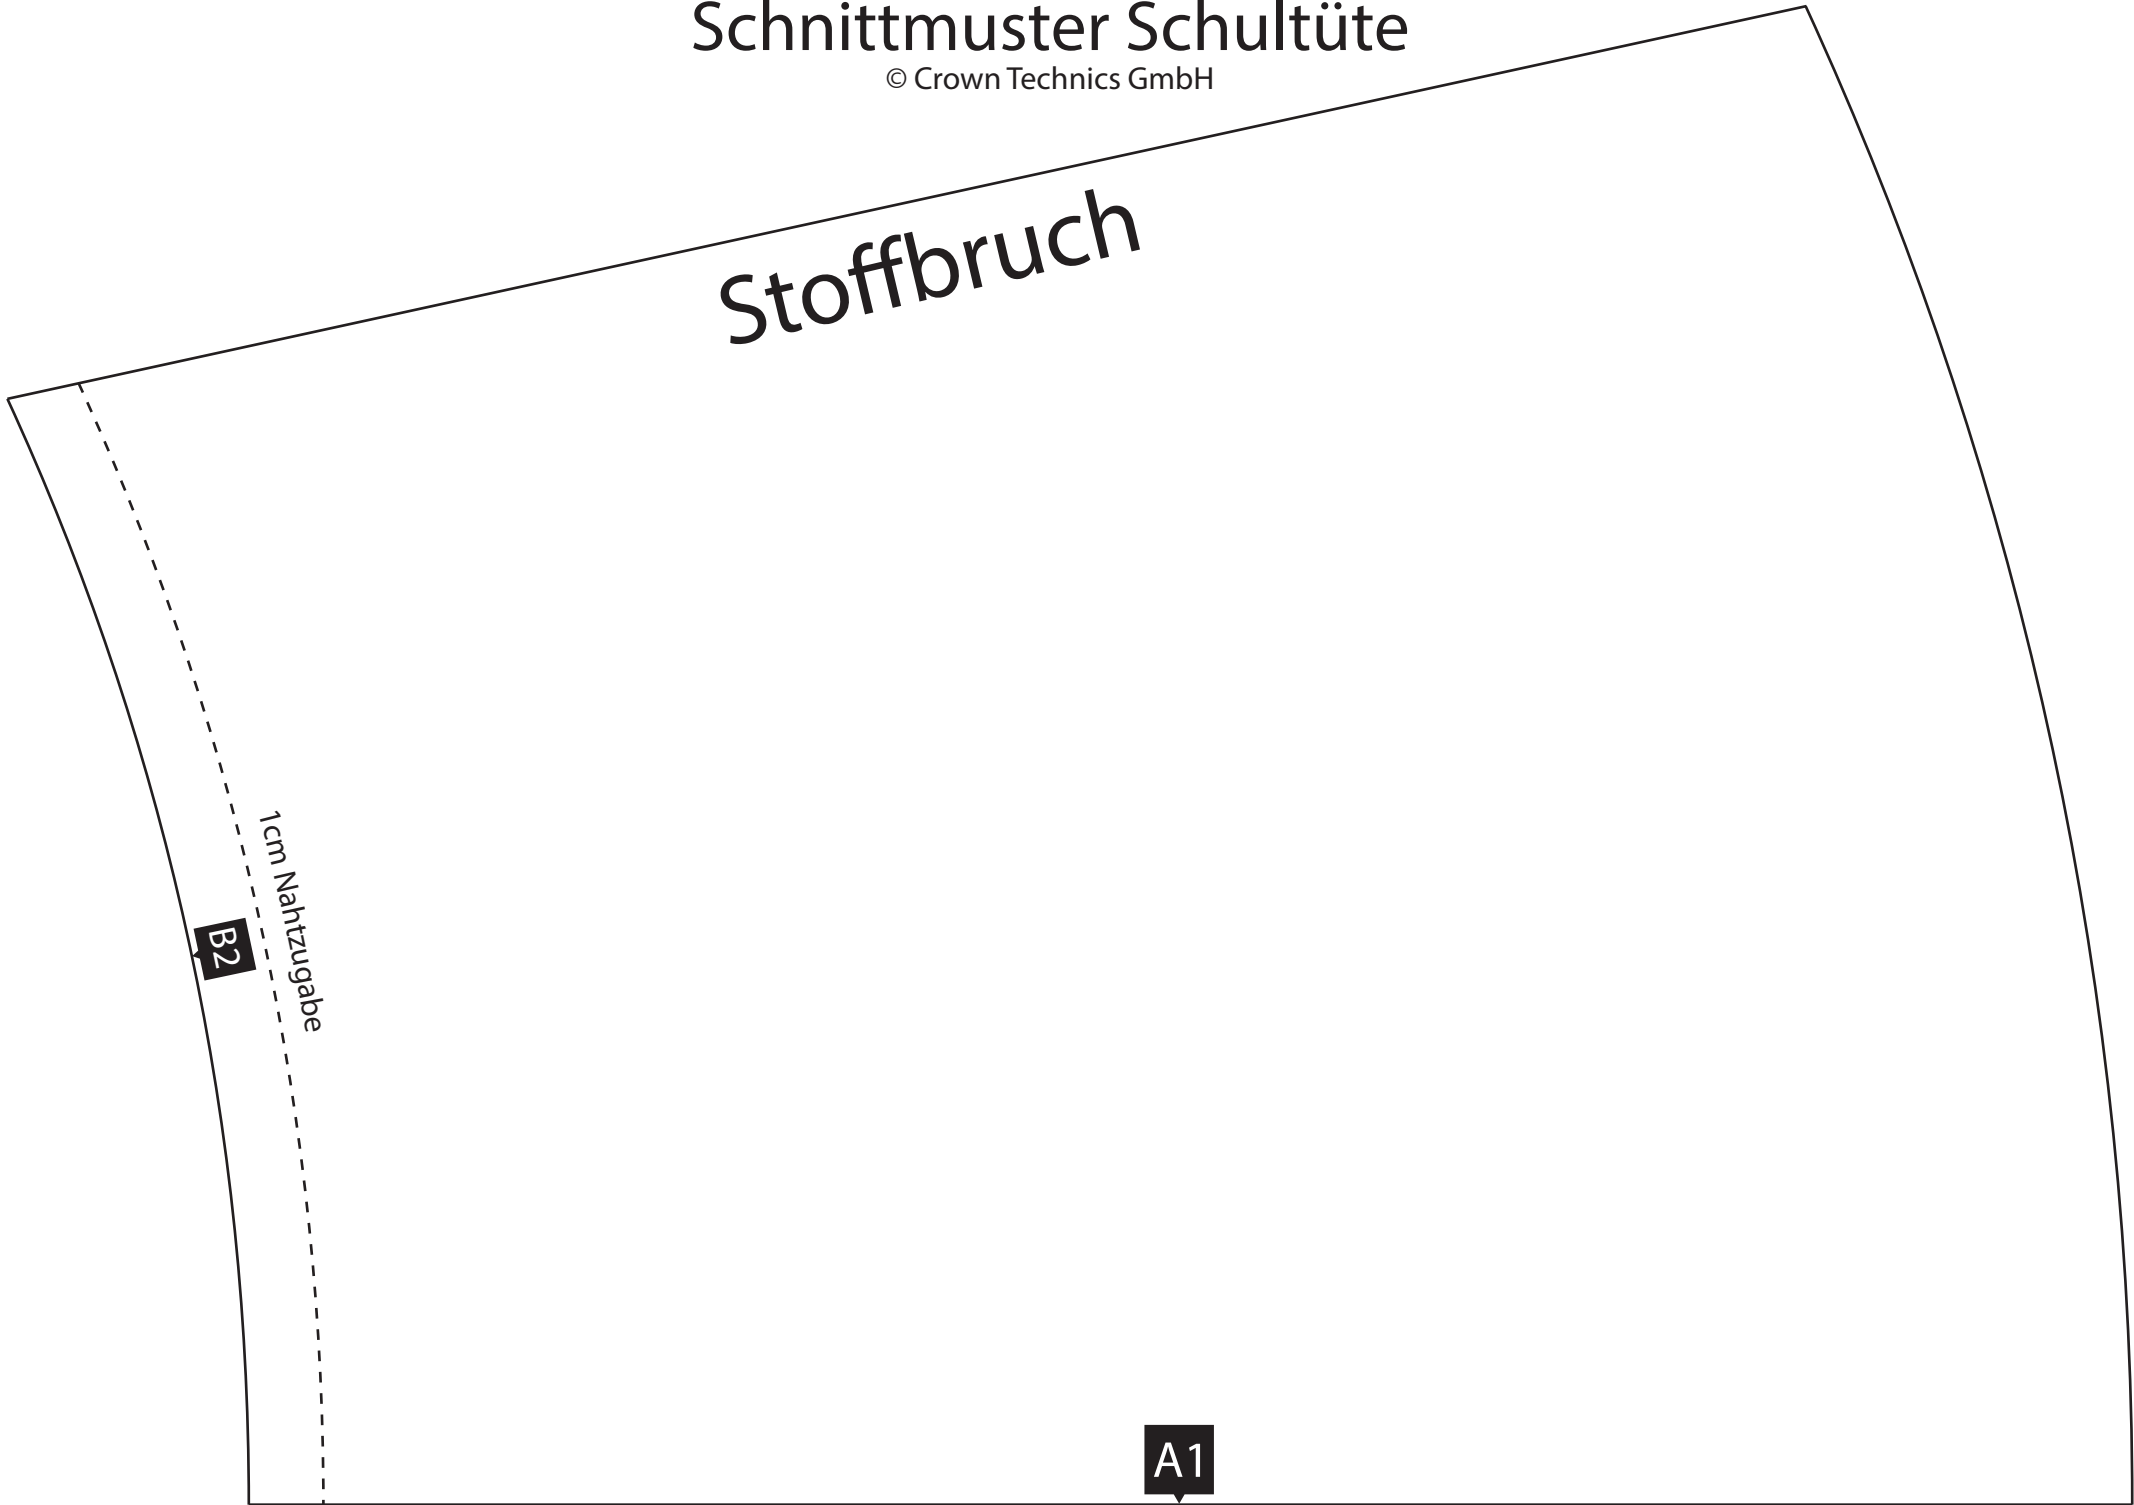 Schnittmuster Schultüte
© Crown Technics GmbH
Stoffbruch
1cm Nahtzugabe
B2
A1